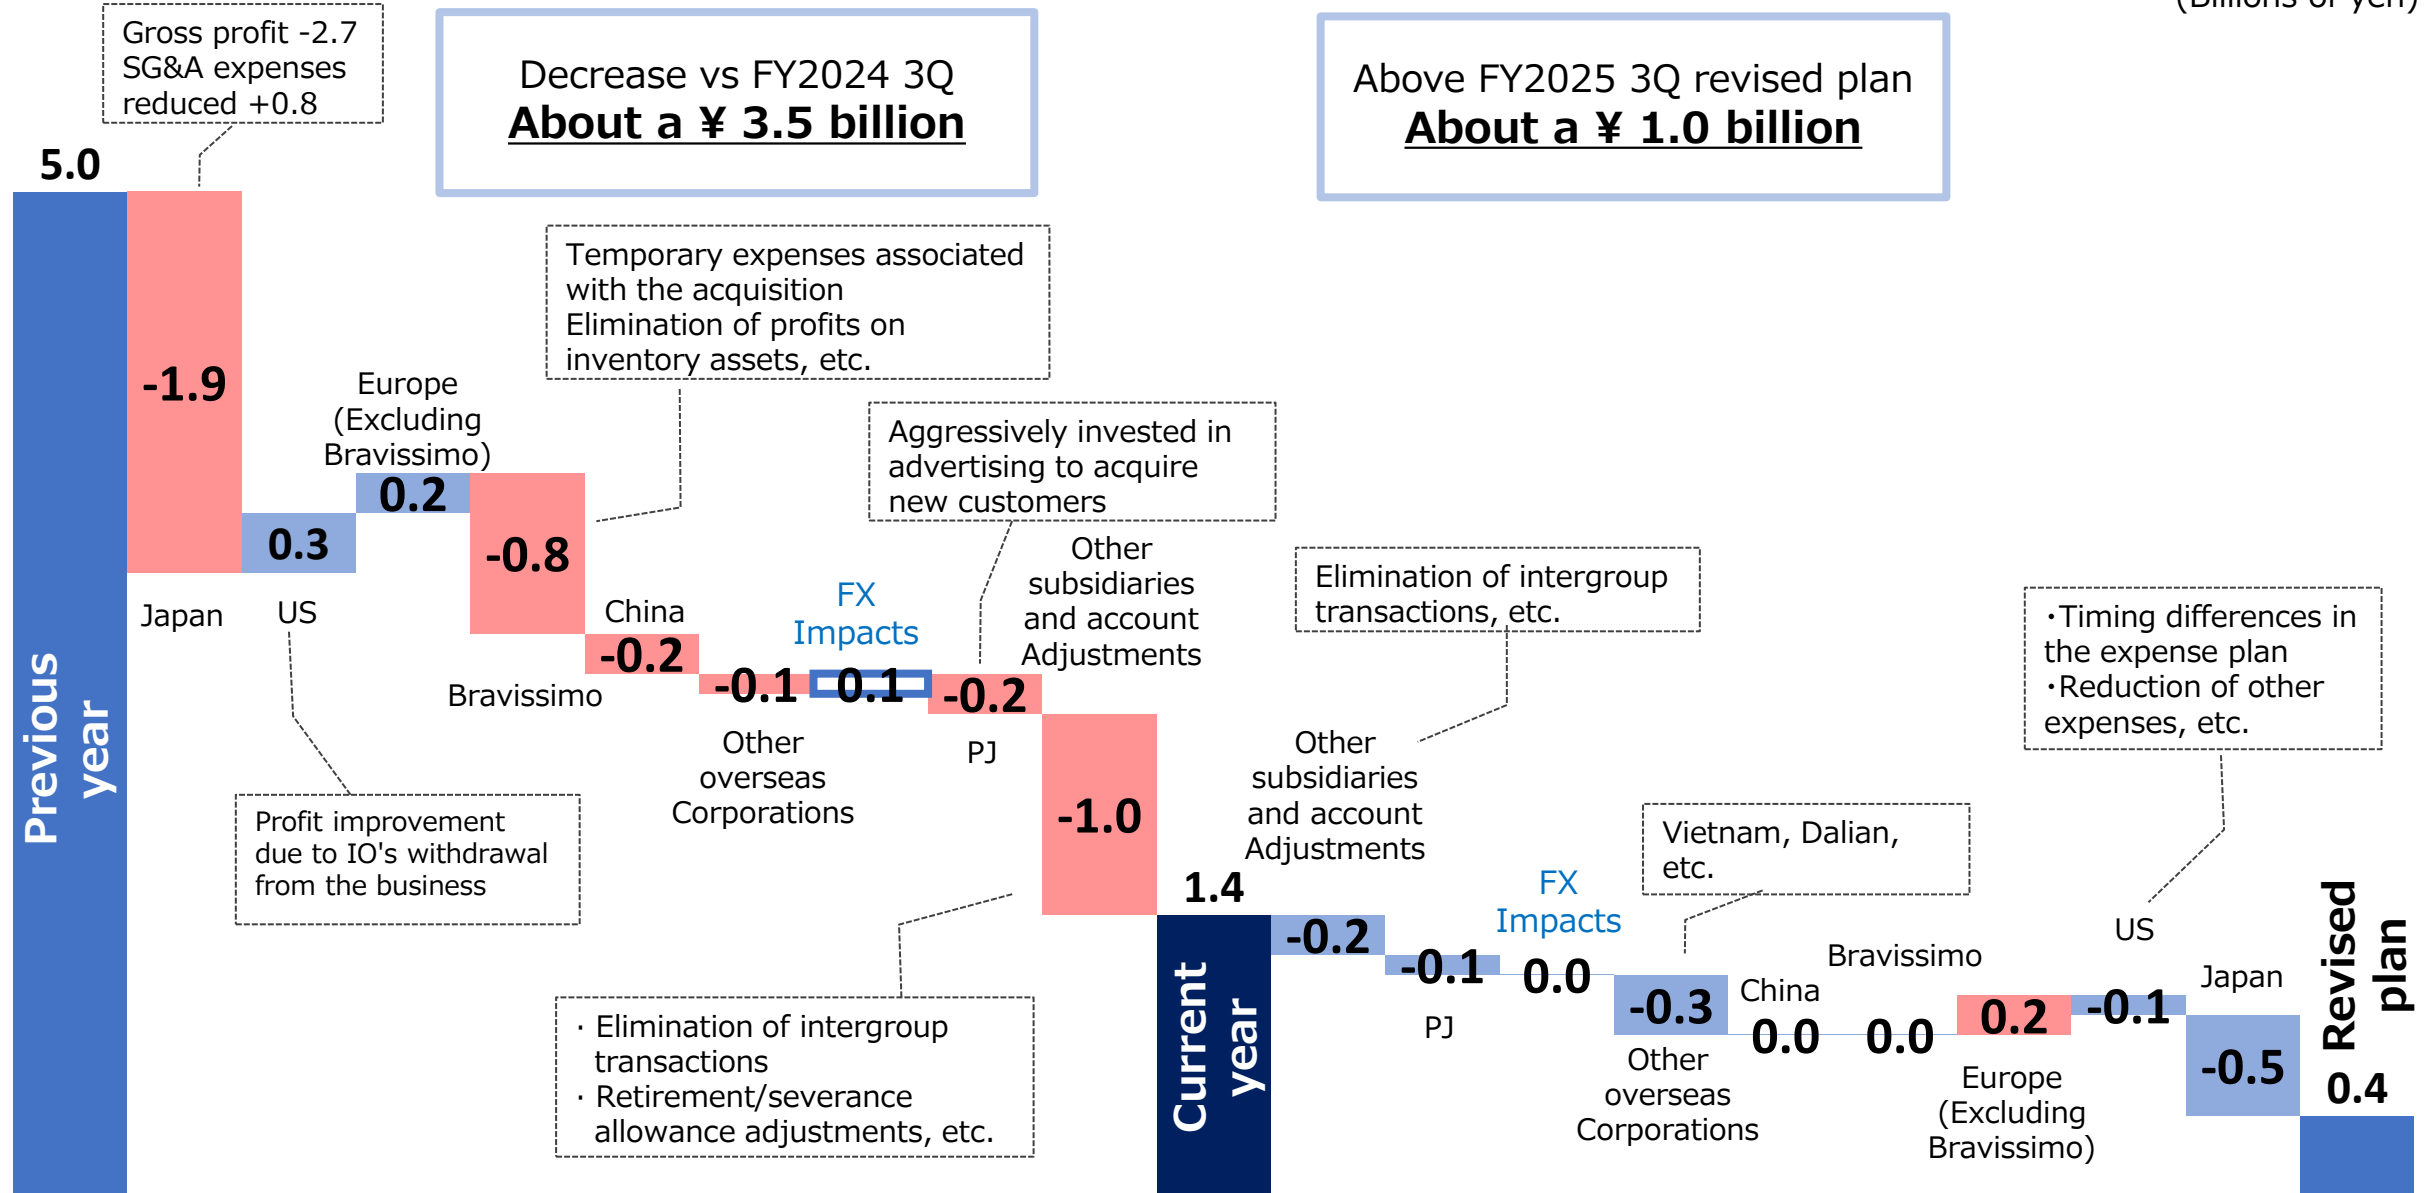 (Billions of yen)
Gross profit -2.7
SG&A expenses
reduced +0.8
Decrease vs FY2024 3Q
About a ¥ 3.5 billion
Above FY2025 3Q revised plan
About a ¥ 1.0 billion
5.0
Previous
year
-1.9
Japan
0.3
US
Profit improvement
due to IO's withdrawal
from the business
Europe
(Excluding
Bravissimo)
0.2
Temporary expenses associated
with the acquisition
Elimination of profits on
inventory assets, etc.
-0.8
Bravissimo
China
-0.2
-0.1
Other
overseas
Corporations
FX
Impacts
0.1
Aggressively invested in
advertising to acquire
new customers
-0.2
PJ
Other
subsidiaries
and account
Adjustments
-1.0
· Elimination of intergroup
transactions
· Retirement/severance
allowance adjustments, etc.
1.4
Current
year
Elimination of intergroup
transactions, etc.
Other
subsidiaries
and account
Adjustments
-0.2
-0.1
PJ
FX
Impacts
0.0
Vietnam, Dalian,
etc.
-0.3
Other
overseas
Corporations
China
0.0
Bravissimo
0.0
0.2
Europe
(Excluding
Bravissimo)
・Timing differences in
the expense plan
・Reduction of other
expenses, etc.
US
-0.1
Japan
-0.5
Revised
plan
0.4